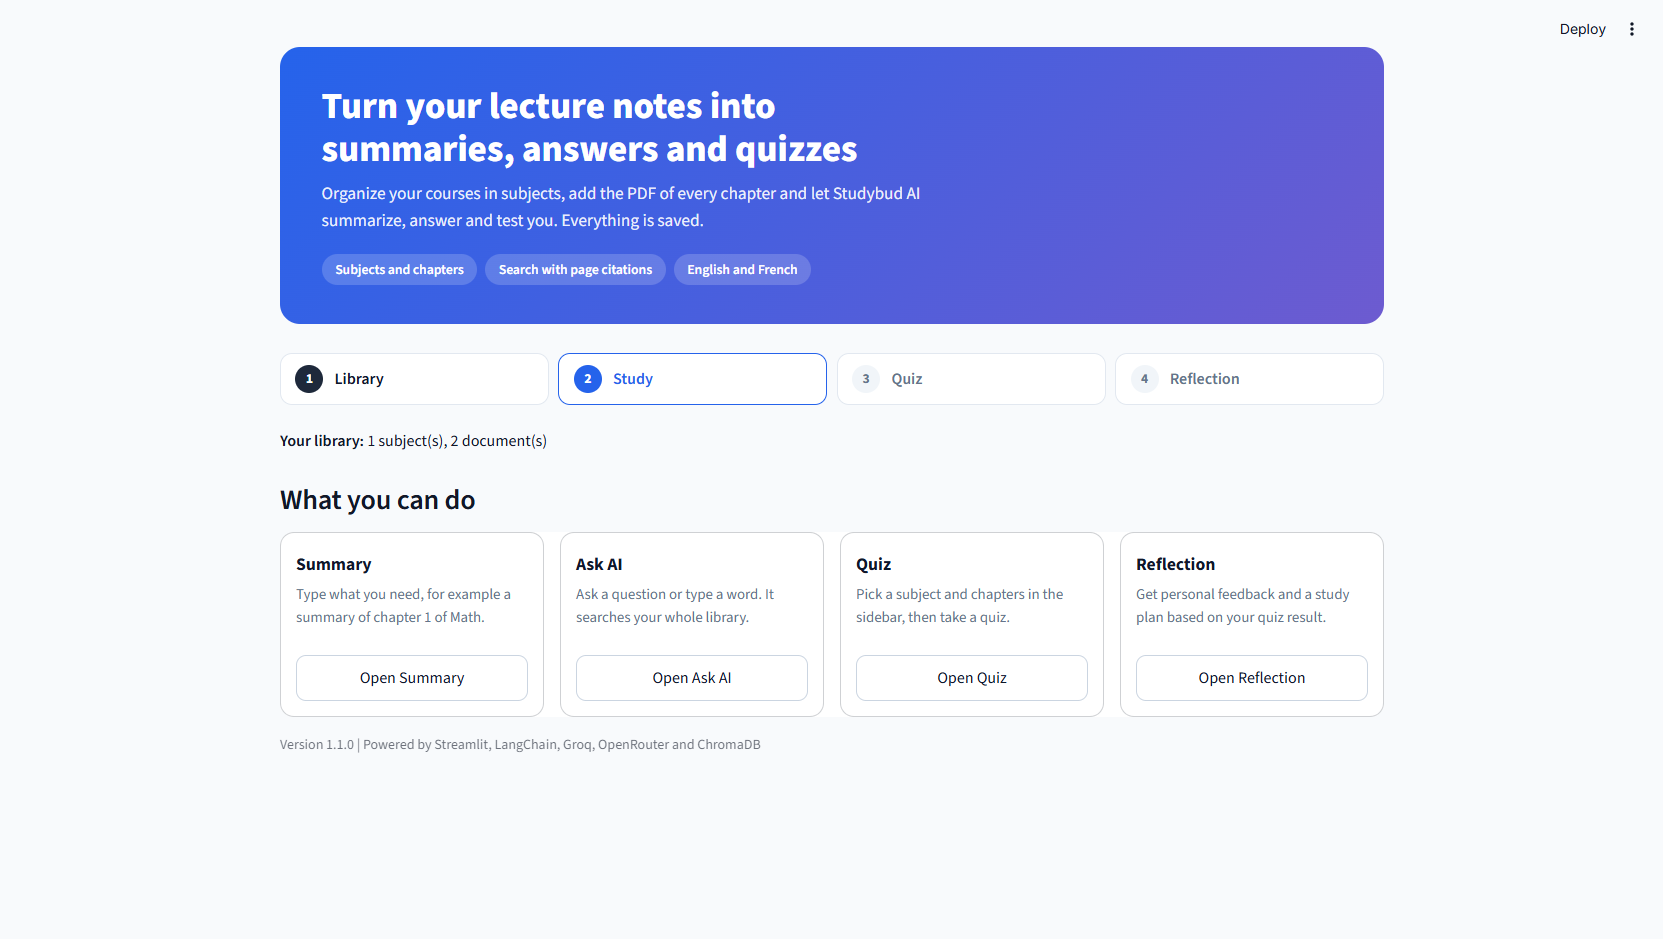 Deploy
Turn your lecture notes into
summaries, answers and quizzes
Organize your courses in subjects, add the PDF of every chapter and let Studybud AI
summarize, answer and test you. Everything is saved.
Subjects and chapters
Search with page citations
English and French
1 Library
2 Study
3 Quiz
4 Reflection
Your library: 1 subject(s), 2 document(s)
What you can do
Summary
Type what you need, for example a
summary of chapter 1 of Math.
Open Summary
Ask AI
Ask a question or type a word. It
searches your whole library.
Open Ask AI
Quiz
Pick a subject and chapters in the
sidebar, then take a quiz.
Open Quiz
Reflection
Get personal feedback and a study
plan based on your quiz result.
Open Reflection
Version 1.1.0 | Powered by Streamlit, LangChain, Groq, OpenRouter and ChromaDB